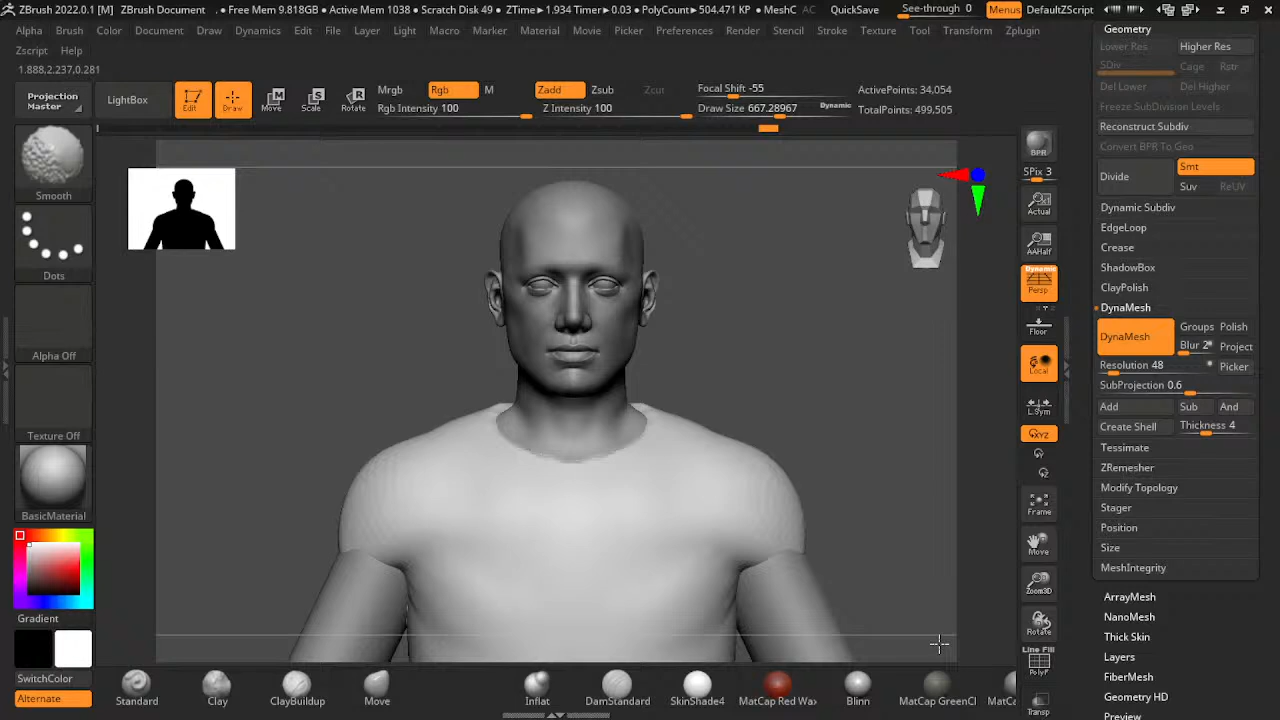 ZBrush 2022.0.1 [M] ZBrush Document . • Free Mem 9.818GB • Active Mem 1038 • Scratch Disk 49 • ZTime▸1.934 Timer▸0.03 • PolyCount▸504.471 KP • MeshC AC QuickSave See-through 0 Menus DefaultZScript
Alpha Brush Color Document Draw Dynamics Edit File Layer Light Macro Marker Material Movie Picker Preferences Render Stencil Stroke Texture Tool Transform Zplugin
Zscript Help
1.888,2.237,0.281
Projection Master
LightBox
Edit
Draw
Move
Scale
Rotate
Mrgb Rgb M
Rgb Intensity 100
Zadd Zsub Zcut
Z Intensity 100
Focal Shift -55
Draw Size 667.28967 Dynamic
ActivePoints: 34,054
TotalPoints: 499,505
Smooth
Dots
Alpha Off
Texture Off
BasicMaterial
Gradient
SwitchColor
Alternate
BPR
SPix 3
Actual
AAHalf
Dynamic
Persp
Floor
Local
L.Sym
XYZ
Frame
Move
Zoom3D
Rotate
Line Fill
PolyF
Transp
Geometry
Lower Res Higher Res
SDiv Cage Rstr
Del Lower Del Higher
Freeze SubDivision Levels
Reconstruct Subdiv
Convert BPR To Geo
Divide Smt
Suv ReUV
Dynamic Subdiv
EdgeLoop
Crease
ShadowBox
ClayPolish
DynaMesh
DynaMesh Groups Polish
Blur 2 Project
Resolution 48 Picker
SubProjection 0.6
Add Sub And
Create Shell Thickness 4
Tessimate
ZRemesher
Modify Topology
Stager
Position
Size
MeshIntegrity
ArrayMesh
NanoMesh
Thick Skin
Layers
FiberMesh
Geometry HD
Preview
Standard Clay ClayBuildup Move Inflat DamStandard SkinShade4 MatCap Red Wax Blinn MatCap GreenCl MatCa